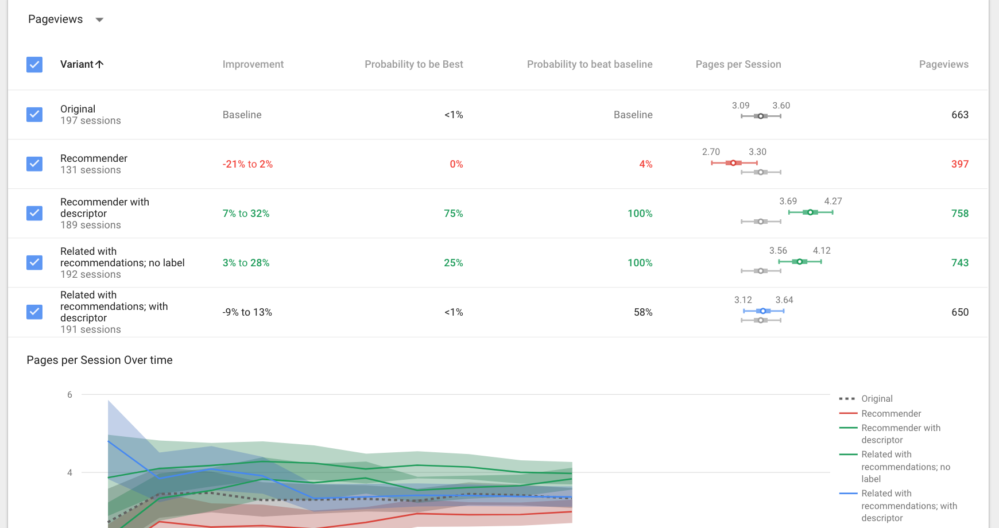 Pageviews
Variant Improvement Probability to be Best Probability to beat baseline Pages per Session Pageviews
Original
197 sessions
Baseline <1% Baseline 3.09 3.60 663
Recommender
131 sessions
-21% to 2% 0% 4% 2.70 3.30 397
Recommender with
descriptor
189 sessions
7% to 32% 75% 100% 3.69 4.27 758
Related with
recommendations; no label
192 sessions
3% to 28% 25% 100% 3.56 4.12 743
Related with
recommendations; with
descriptor
191 sessions
-9% to 13% <1% 58% 3.12 3.64 650
Pages per Session Over time
6
4
Original
Recommender
Recommender with
descriptor
Related with
recommendations; no
label
Related with
recommendations; with
descriptor